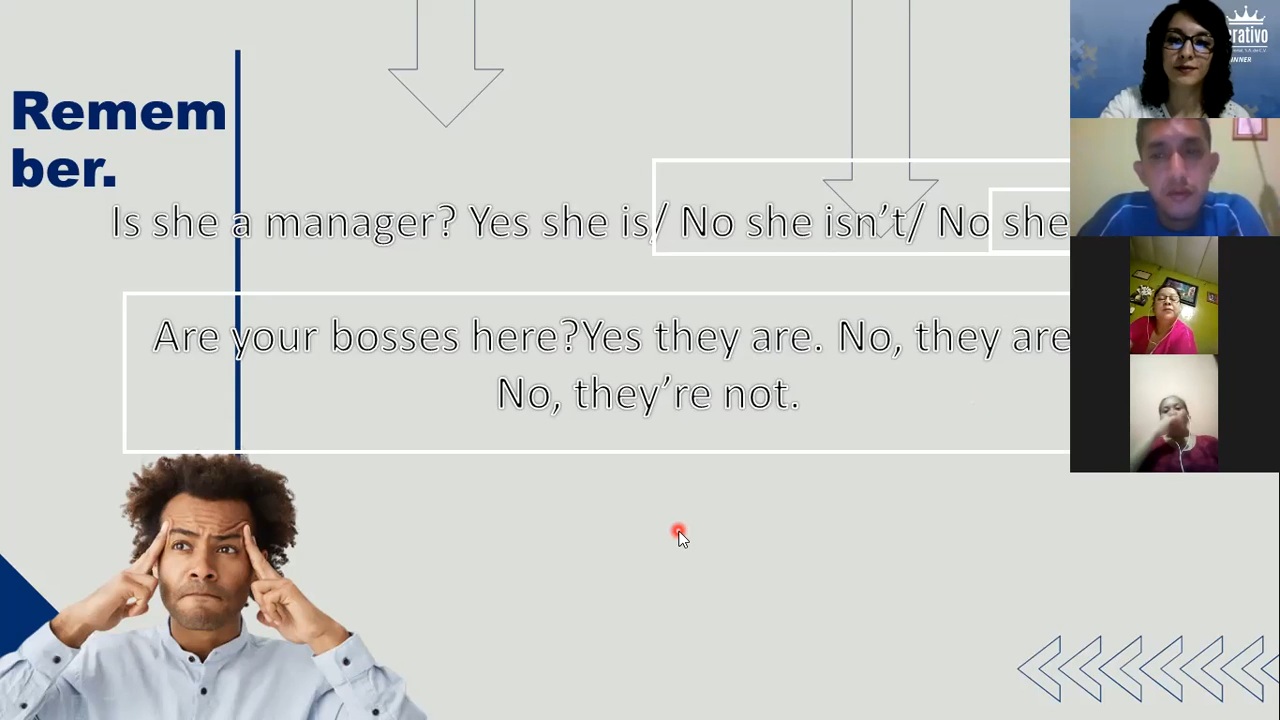 Remem
ber.
Is she a manager? Yes she is/ No she isn’t/ No she
Are your bosses here?Yes they are. No, they are
No, they’re not.
rativo
INNER